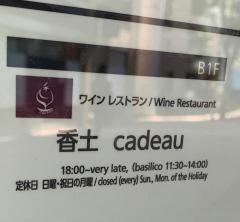 B1F
ワイン レストラン / Wine Restaurant
香土 cadeau
18:00~very late, (basilico 11:30~14:00)
定休日 日曜・祝日の月曜 / closed (every) Sun., Mon. of the Holiday